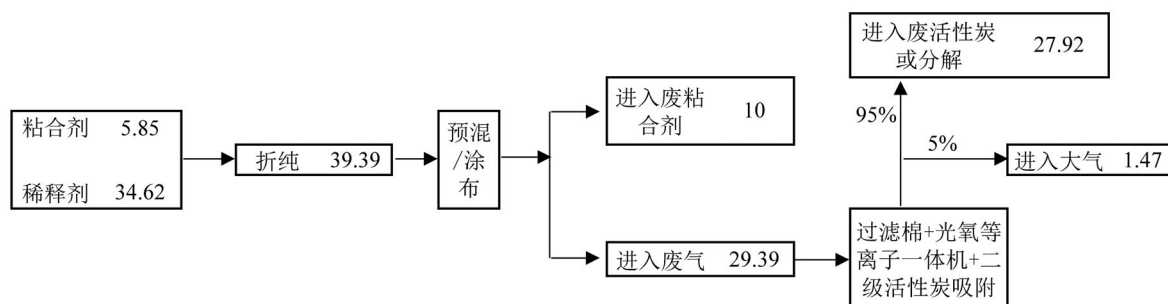 粘合剂 5.85
稀释剂 34.62
折纯 39.39
预混
/涂
布
进入废粘
合剂
10
进入废气 29.39
过滤棉+光氧等
离子一体机+二
级活性炭吸附
95%
5%
进入废活性炭
或分解
27.92
进入大气 1.47